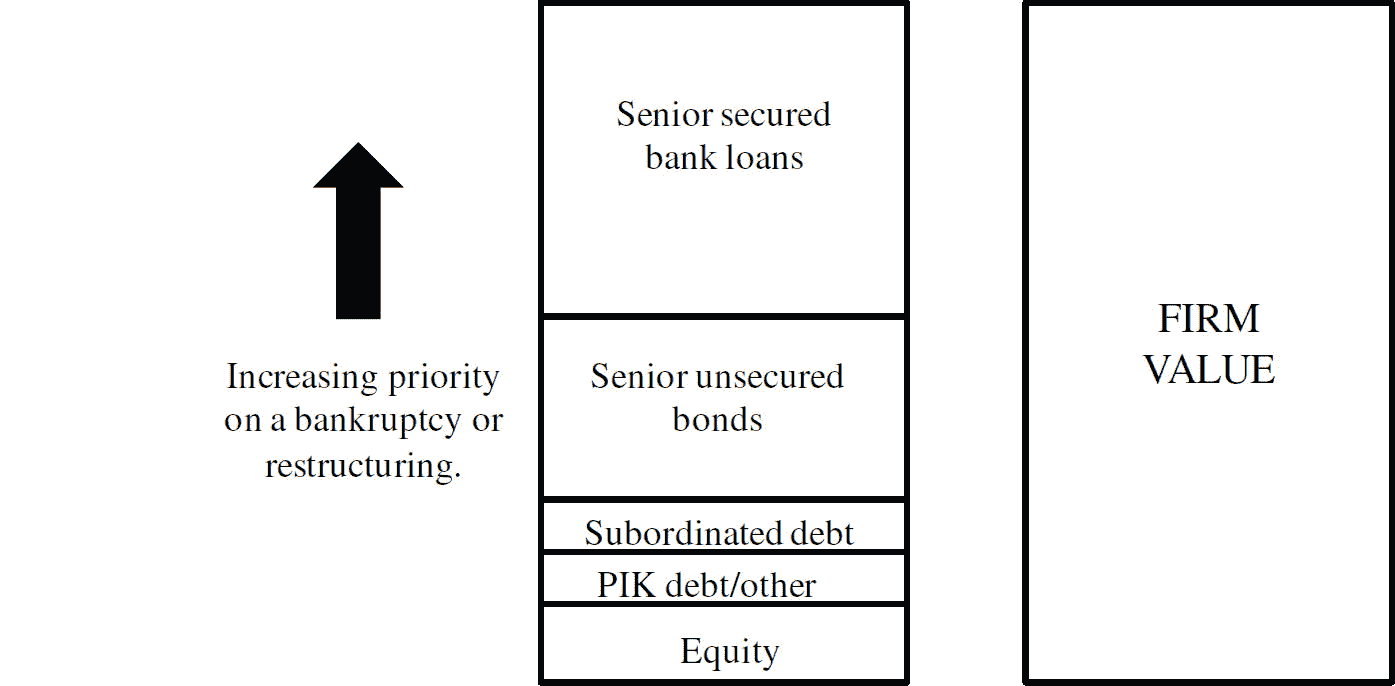 Senior secured
bank loans
Increasing priority
on a bankruptcy or
restructuring.
Senior unsecured
bonds
Subordinated debt
PIK debt/other
Equity
FIRM
VALUE